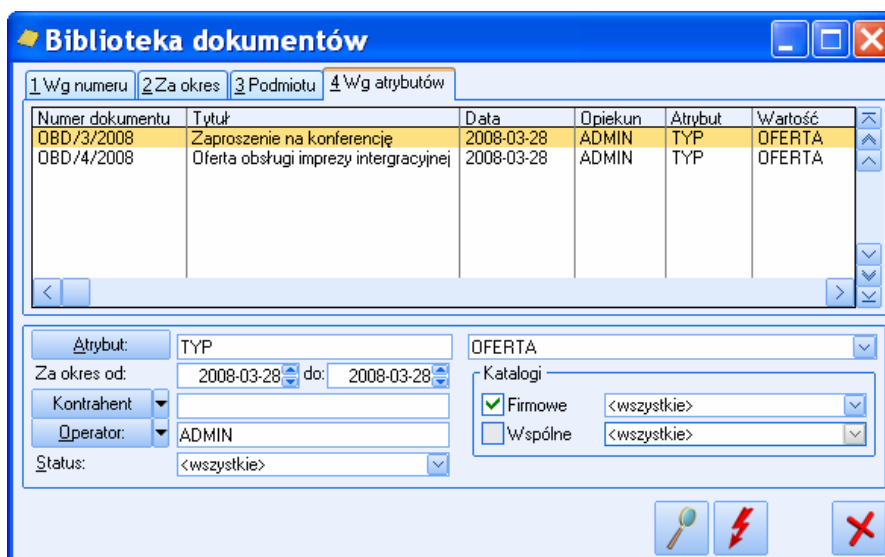 Biblioteka dokumentów
1 Wg numeru 2 Za okres 3 Podmiotu 4 Wg atrybutów
Numer dokumentu Tytuł Data Opiekun Atrybut Wartość
OBD/3/2008 Zaproszenie na konferencję 2008-03-28 ADMIN TYP OFERTA
OBD/4/2008 Oferta obsługi imprezy intergracyjnej 2008-03-28 ADMIN TYP OFERTA
Atrybut: TYP OFERTA
Za okres od: 2008-03-28 do: 2008-03-28 Katalogi
Kontrahent Firmowe <wszystkie>
Operator: ADMIN Wspólne <wszystkie>
Status: <wszystkie>